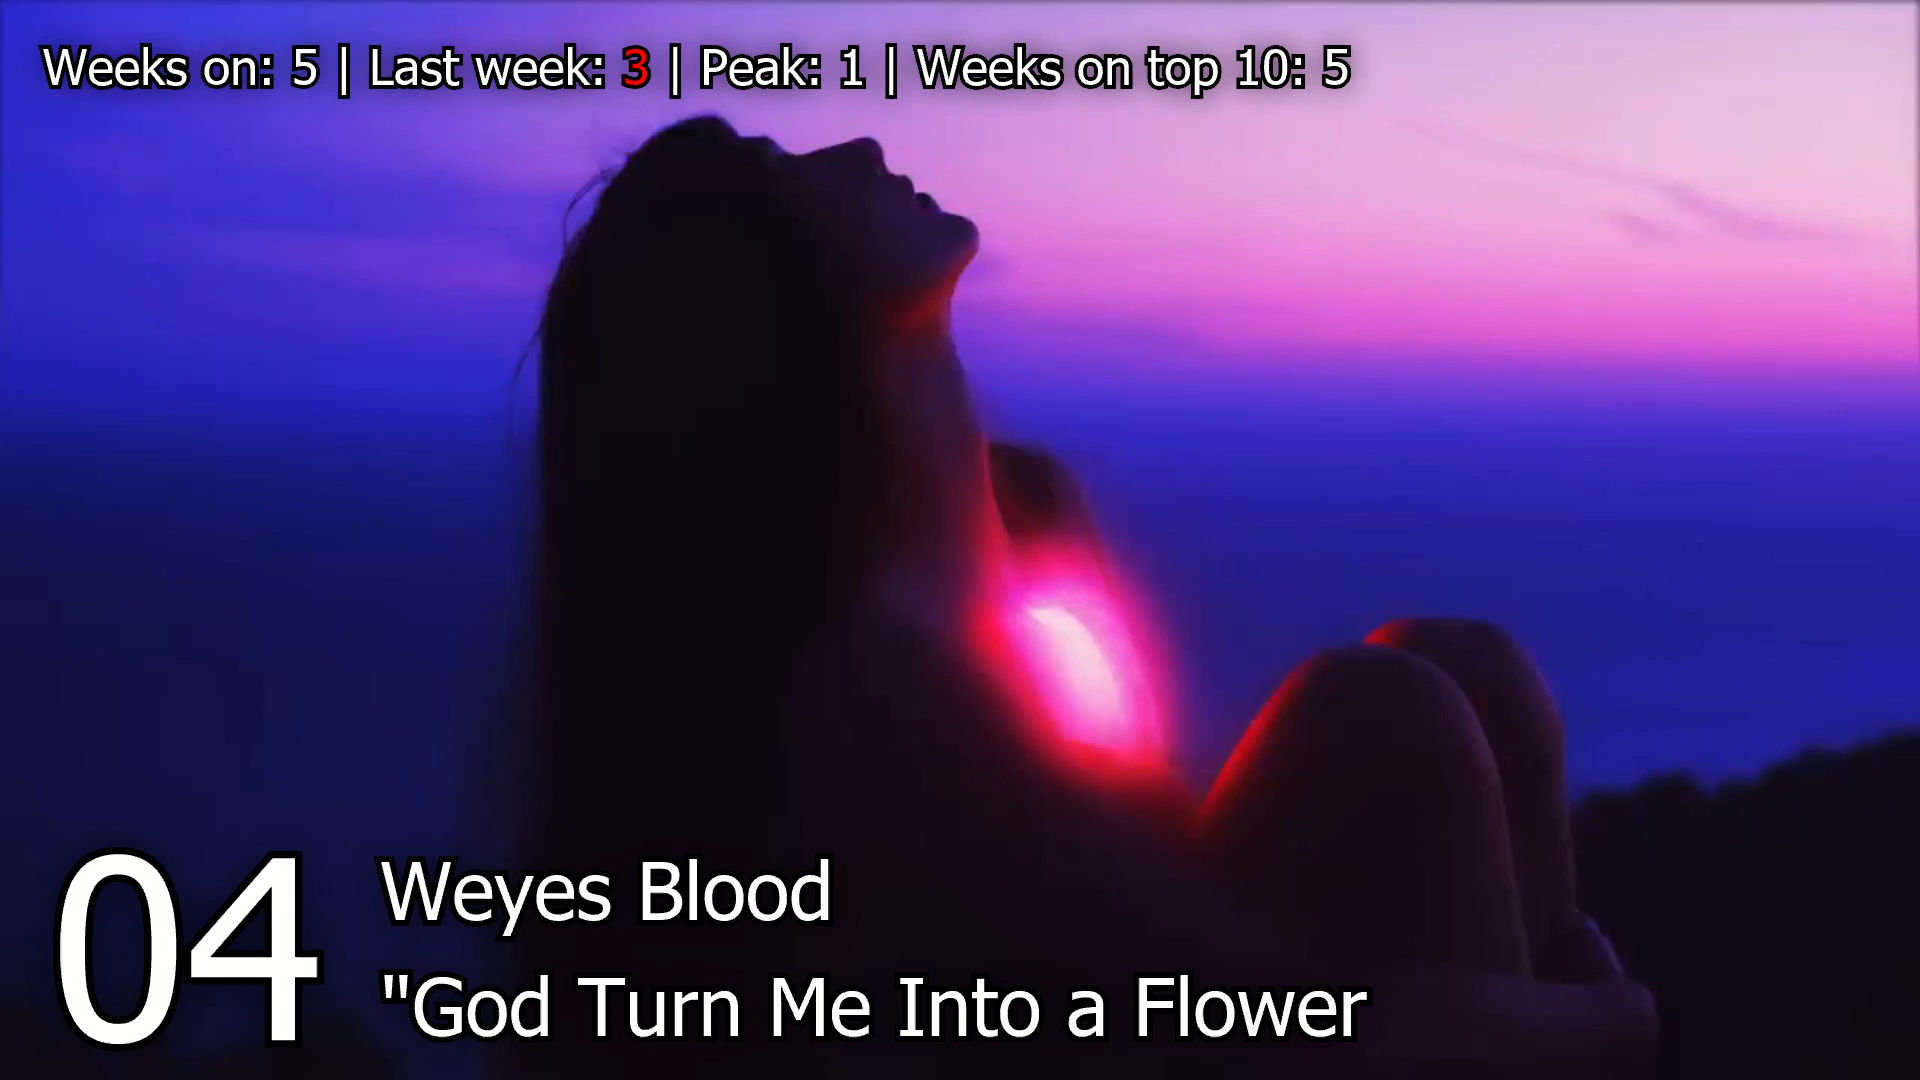 Weeks on: 5 | Last week: 3 | Peak: 1 | Weeks on top 10: 5
04
Weyes Blood
"God Turn Me Into a Flower